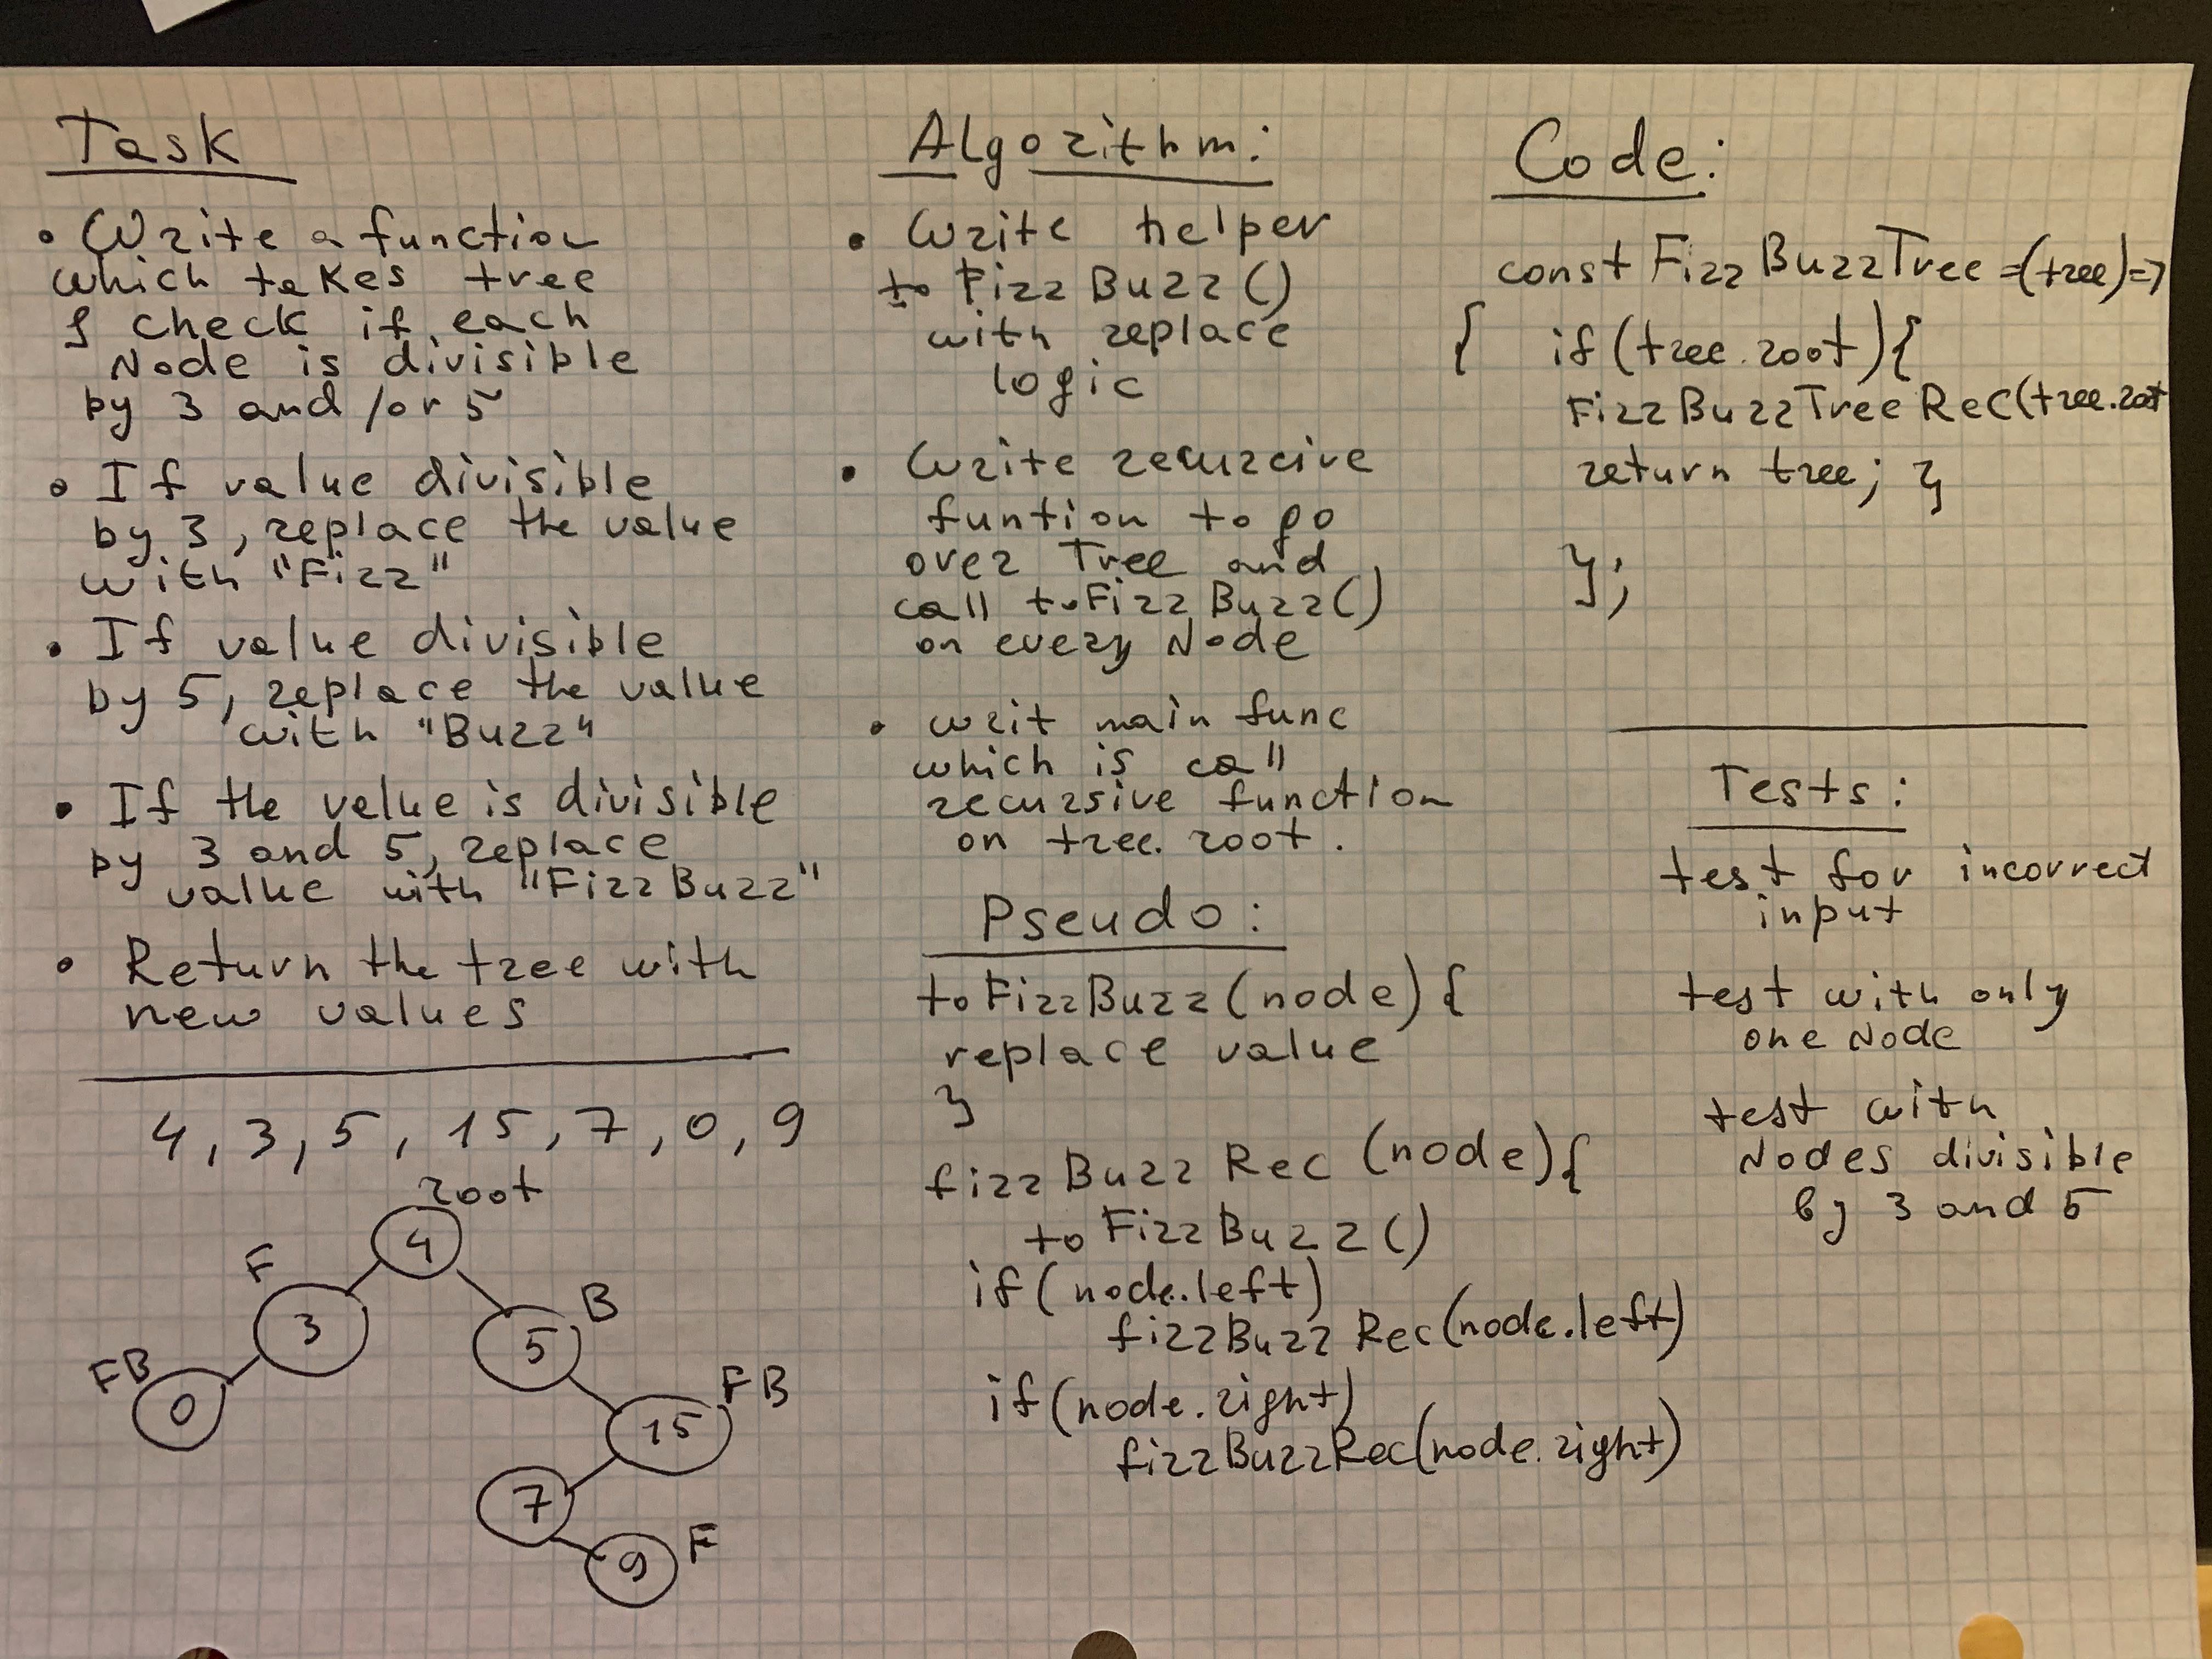 Task
• Write a function
which takes tree
& check if each
Node is divisible
by 3 and/or 5
• If value divisible
by 3, replace the value
with "Fizz"
• If value divisible
by 5, replace the value
with "Buzz"
• If the velue is divisible
by 3 and 5, replace
value with "FizzBuzz"
• Return the tree with
new values
4, 3, 5, 15, 7, 0, 9
root
4
F
3
B
5
FB
0
FB
15
7
9
F
Algorithm:
• Write helper
to FizzBuzz()
with replace
logic
• Write recurcive
funtion to go
over Tree and
call toFizzBuzz()
on every Node
• writ main func
which is call
recursive function
on tree.root.
Pseudo:
toFizzBuzz(node){
replace value
}
fizzBuzzRec(node){
toFizzBuzz()
if(node.left)
fizzBuzzRec(node.left)
if(node.right)
fizzBuzzRec(node.right)
Code:
const FizzBuzzTree=(tree)=>
{ if(tree.root){
FizzBuzzTreeRec(tree.root
return tree; }
};
Tests:
test for incorrect
input
test with only
one Node
test with
Nodes divisible
by 3 and 5